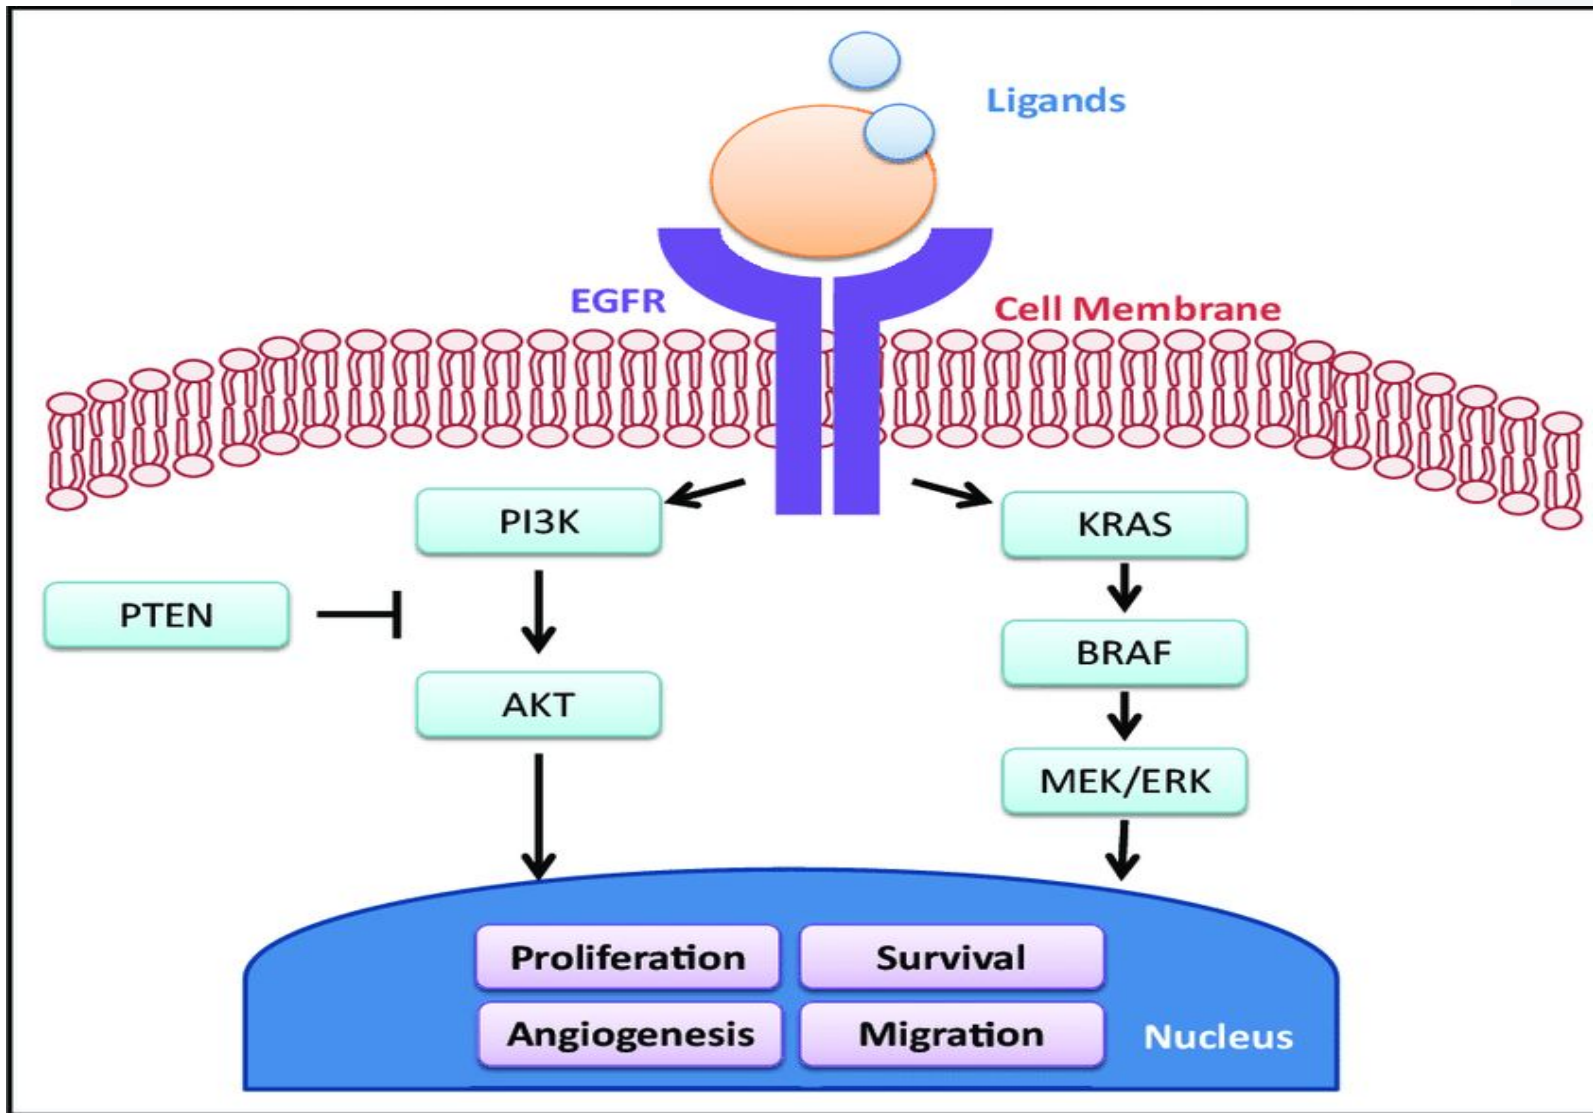 Ligands
EGFR
Cell Membrane
PI3K
KRAS
PTEN
BRAF
AKT
MEK/ERK
Proliferation
Survival
Angiogenesis
Migration
Nucleus